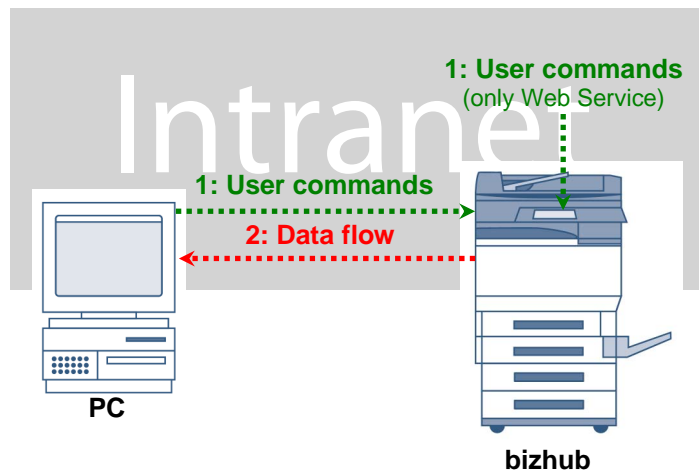 1: User commands
(only Web Service)
Intranet
1: User commands
2: Data flow
PC
bizhub